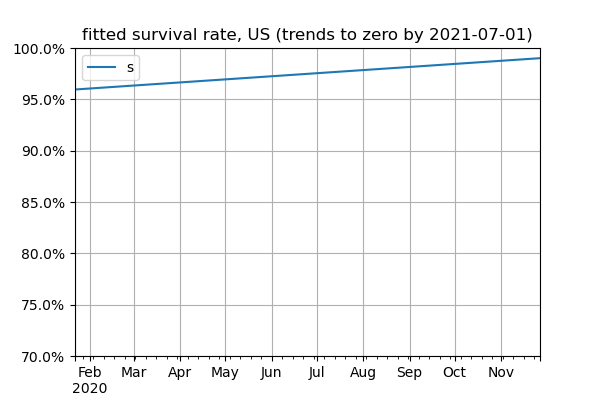 fitted survival rate, US (trends to zero by 2021-07-01)
100.0%
s
95.0%
90.0%
85.0%
80.0%
75.0%
70.0%
Feb Mar Apr May Jun Jul Aug Sep Oct Nov
2020